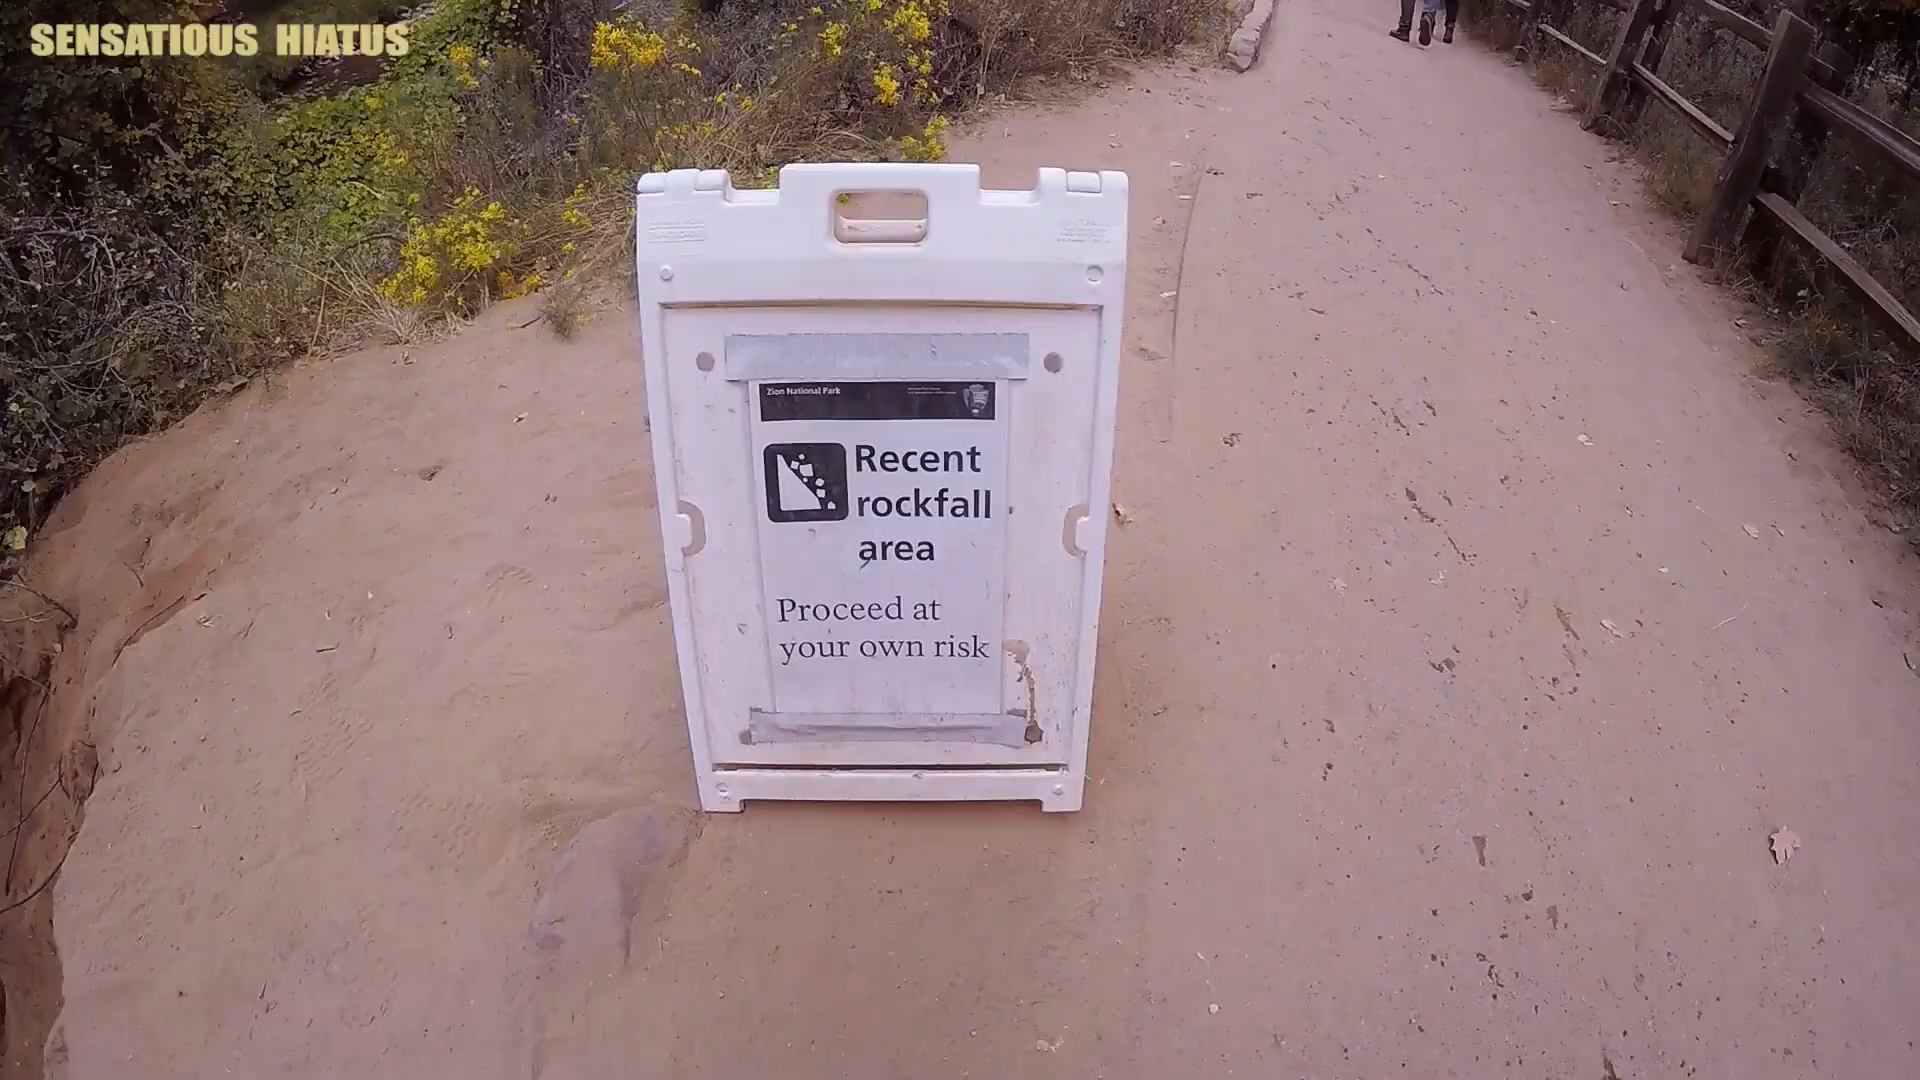 SENSATIOUS HIATUS
Zion National Park
Recent
rockfall
area
Proceed at
your own risk